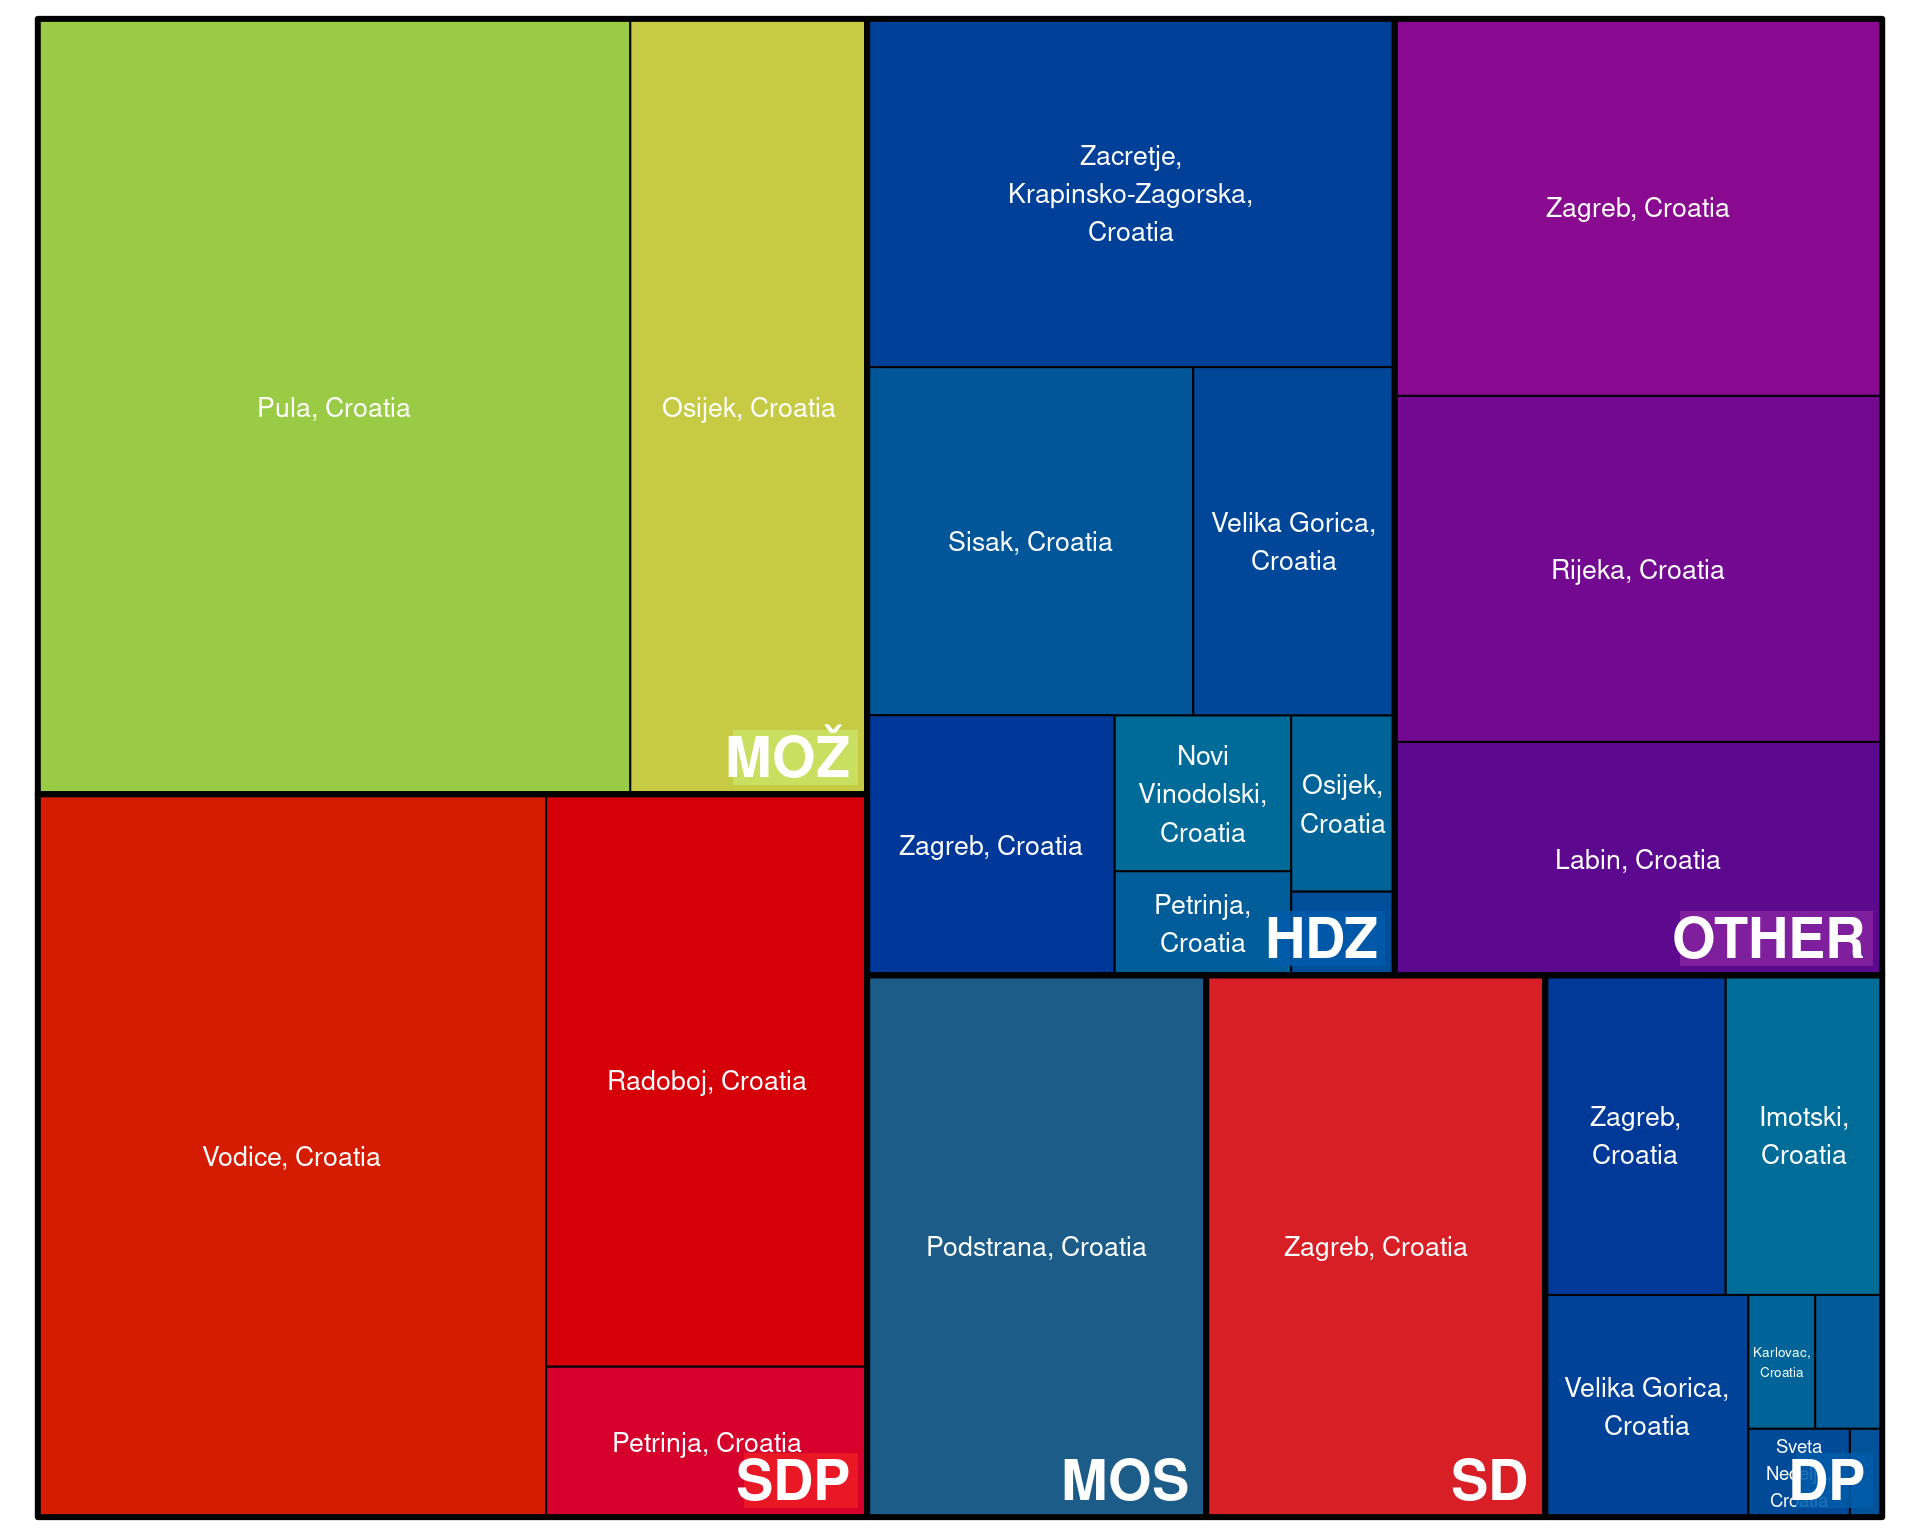 Pula, Croatia
Osijek, Croatia
MOŽ
Vodice, Croatia
Radoboj, Croatia
Petrinja, Croatia
SDP
Zacretje,
Krapinsko-Zagorska,
Croatia
Sisak, Croatia
Velika Gorica,
Croatia
Zagreb, Croatia
Novi
Vinodolski,
Croatia
Osijek,
Croatia
Petrinja,
Croatia
HDZ
Zagreb, Croatia
Rijeka, Croatia
Labin, Croatia
OTHER
Podstrana, Croatia
MOS
Zagreb, Croatia
SD
Zagreb,
Croatia
Imotski,
Croatia
Velika Gorica,
Croatia
Karlovac,
Croatia
Sveta
Croatia
DP